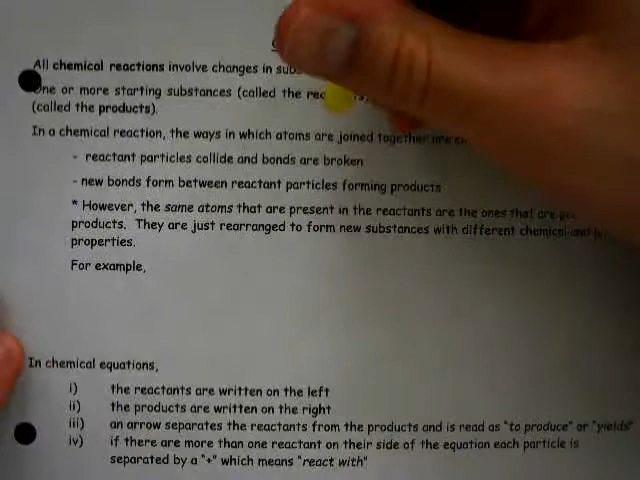 All chemical reactions involve changes in
One or more starting substances (called the
(called the products).
In a chemical reaction, the ways in which atoms are joined together
- reactant particles collide and bonds are broken
- new bonds form between reactant particles forming products
* However, the same atoms that are present in the reactants are the ones that are
products. They are just rearranged to form new substances with different chemical and
properties.
For example,
In chemical equations,
i) the reactants are written on the left
ii) the products are written on the right
iii) an arrow separates the reactants from the products and is read as "to produce" or "yields"
iv) if there are more than one reactant on their side of the equation each particle is
separated by a "+" which means "react with"